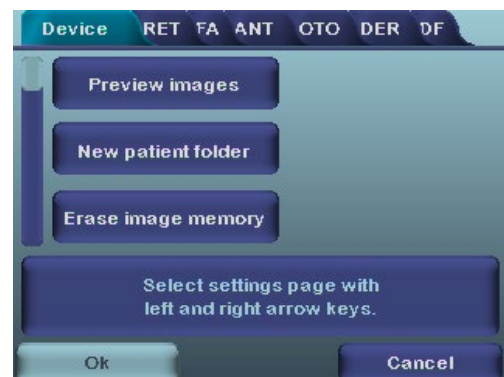 Device RET FA ANT OTO DER DF
Preview images
New patient folder
Erase image memory
Select settings page with
left and right arrow keys.
Ok Cancel